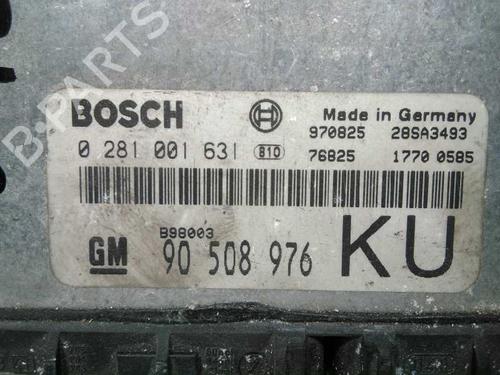 B-PARTS
BOSCH Made in Germany
970825 28SA3493
0 281 001 631 810 76825 1770 0585
B98003
GM 90 508 976 KU